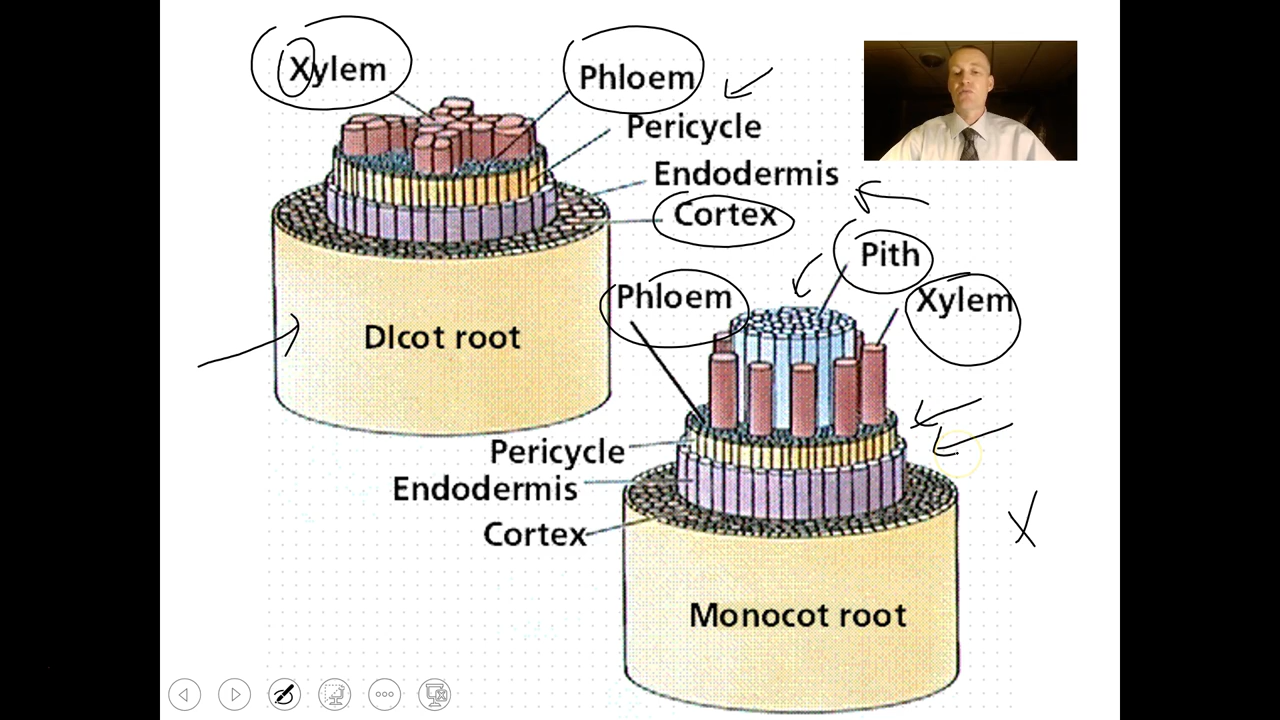 Xylem
Phloem
Pericycle
Endodermis
Cortex
DIcot root
Pith
Phloem
Xylem
Pericycle
Endodermis
Cortex
X
Monocot root